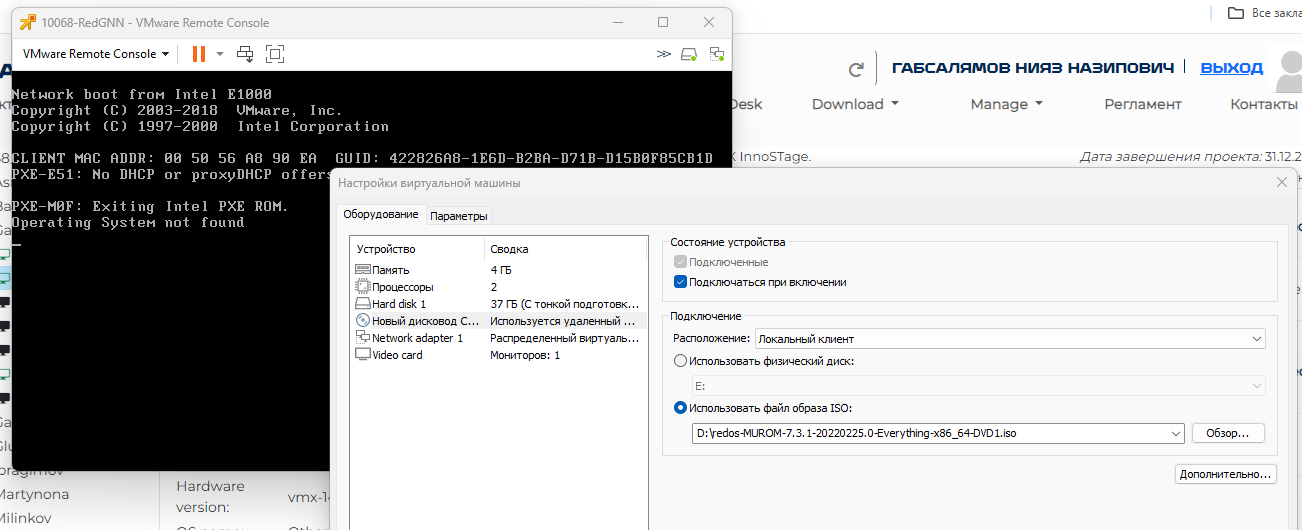 10068-RedGNN - VMware Remote Console
Все закла
VMware Remote Console
ГАБСАЛЯМОВ НИЯЗ НАЗИПОВИЧ
ВЫХОД
Desk
Download
Manage
Регламент
Контакты
Network boot from Intel E1000
Copyright (C) 2003-2018 VMware, Inc.
Copyright (C) 1997-2000 Intel Corporation
CLIENT MAC ADDR: 00 50 56 A8 90 EA GUID: 422826A8-1E6D-B2BA-D71B-D15B0F85CB1D
PXE-E51: No DHCP or proxyDHCP offers
PXE-M0F: Exiting Intel PXE ROM.
Operating System not found
InnoSTage.
Дата завершения проекта: 31.12.2
Настройки виртуальной машины
Оборудование
Параметры
Устройство
Сводка
Память
4 ГБ
Процессоры
2
Hard disk 1
37 ГБ (С тонкой подготовк...
Новый дисковод C...
Используется удаленный ...
Network adapter 1
Распределенный виртуаль...
Video card
Мониторов: 1
Состояние устройства
Подключенные
Подключаться при включении
Подключение
Расположение:
Локальный клиент
Использовать физический диск:
E:
Использовать файл образа ISO:
D:\redos-MUROM-7.3.1-20220225.0-Everything-x86_64-DVD1.iso
Обзор...
Дополнительно...
Martynona
Milinkov
Hardware
version:
vmx-14